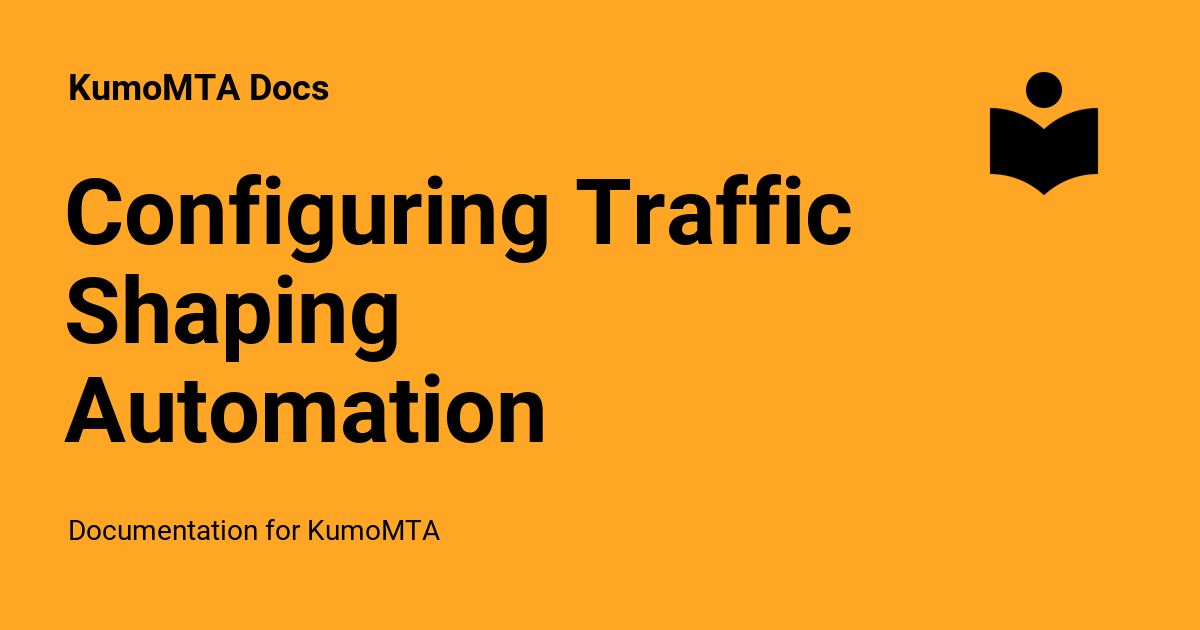 KumoMTA Docs
Configuring Traffic
Shaping
Automation
Documentation for KumoMTA